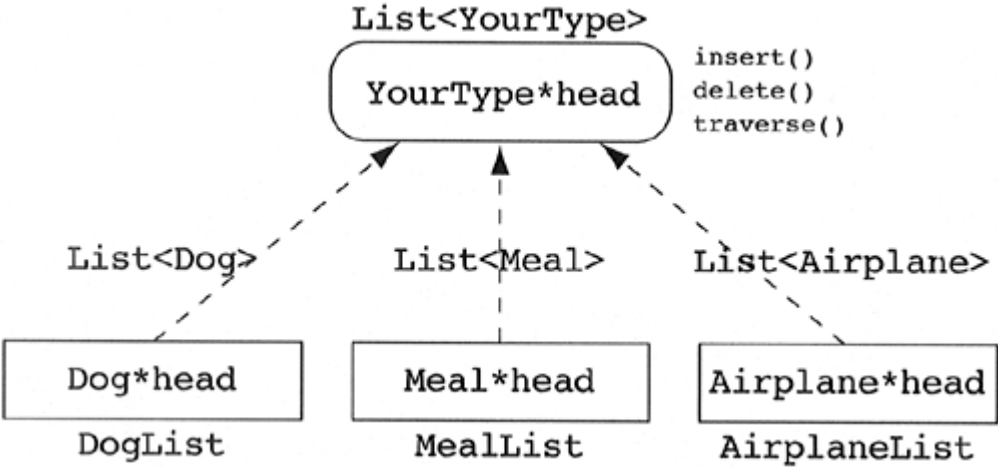 List<YourType>
YourType*head
insert()
delete()
traverse()
List<Dog>
List<Meal>
List<Airplane>
Dog*head
Meal*head
Airplane*head
DogList
MealList
AirplaneList